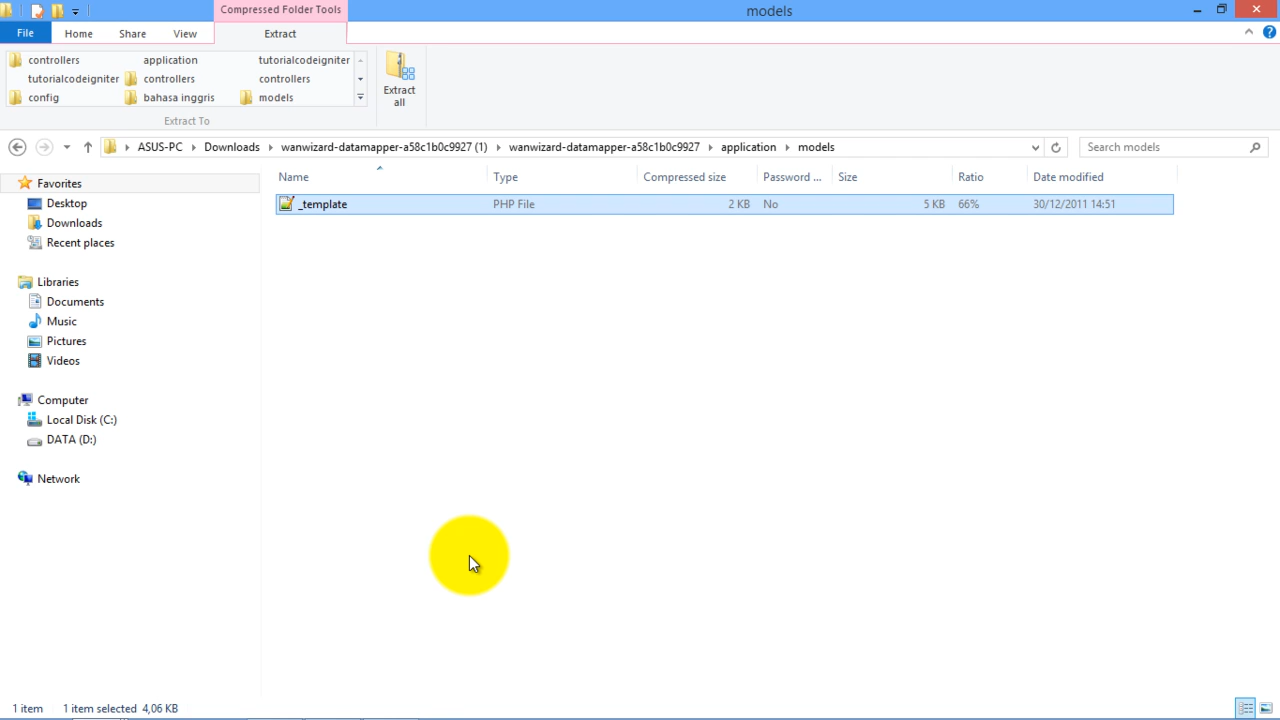 Compressed Folder Tools
models
File
Home
Share
View
Extract
controllers
application
tutorialcodeigniter
tutorialcodeigniter
controllers
controllers
config
bahasa inggris
models
Extract all
Extract To
ASUS-PC
Downloads
wanwizard-datamapper-a58c1b0c9927 (1)
wanwizard-datamapper-a58c1b0c9927
application
models
Search models
Name
Type
Compressed size
Password ...
Size
Ratio
Date modified
_template
PHP File
2 KB
No
5 KB
66%
30/12/2011 14:51
Favorites
Desktop
Downloads
Recent places
Libraries
Documents
Music
Pictures
Videos
Computer
Local Disk (C:)
DATA (D:)
Network
1 item
1 item selected 4,06 KB